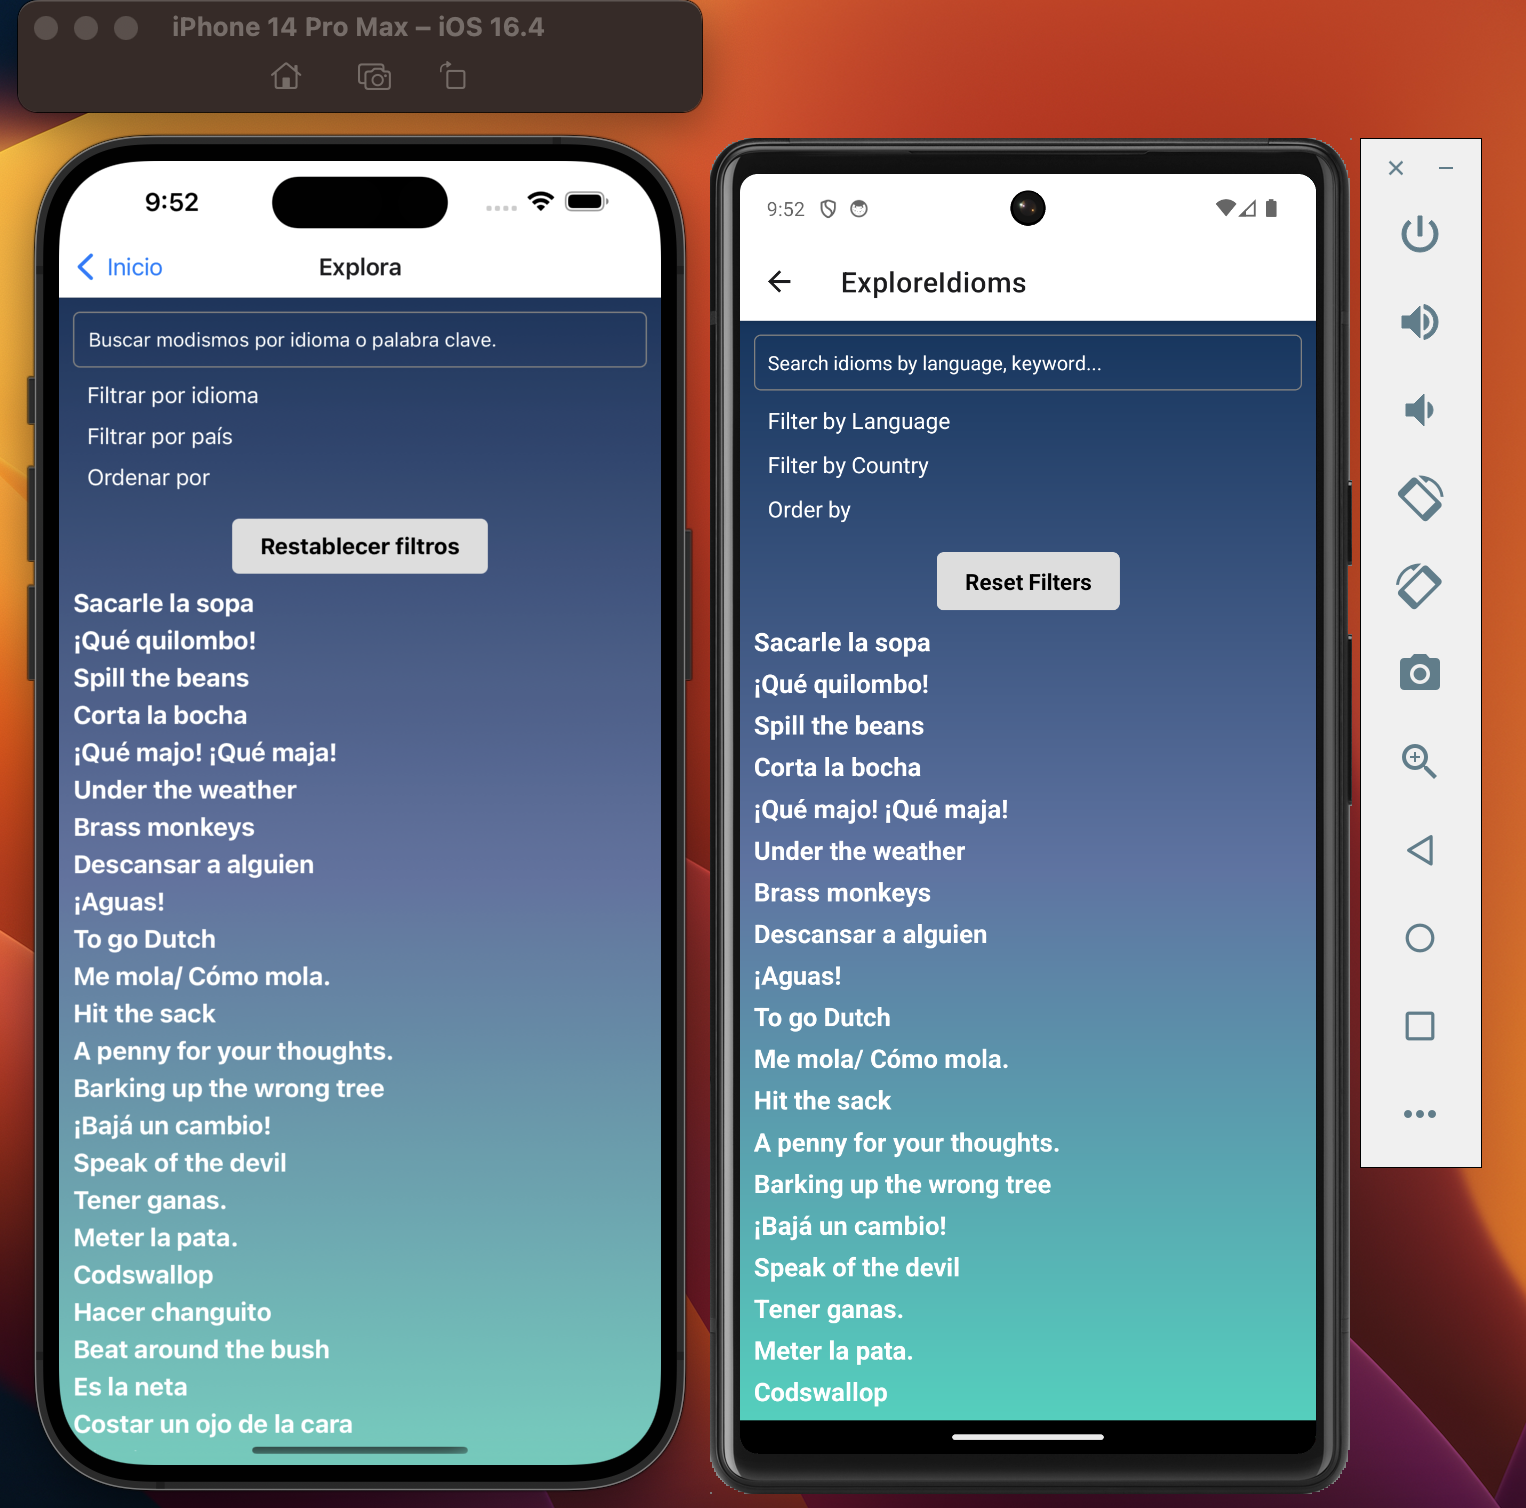 iPhone 14 Pro Max – iOS 16.4
9:52
Inicio
Explora
Buscar modismos por idioma o palabra clave.
Filtrar por idioma
Filtrar por país
Ordenar por
Restablecer filtros
Sacarle la sopa
¡Qué quilombo!
Spill the beans
Corta la bocha
¡Qué majo! ¡Qué maja!
Under the weather
Brass monkeys
Descansar a alguien
¡Aguas!
To go Dutch
Me mola/ Cómo mola.
Hit the sack
A penny for your thoughts.
Barking up the wrong tree
¡Bajá un cambio!
Speak of the devil
Tener ganas.
Meter la pata.
Codswallop
Hacer changuito
Beat around the bush
Es la neta
Costar un ojo de la cara
9:52
ExploreIdioms
Search idioms by language, keyword...
Filter by Language
Filter by Country
Order by
Reset Filters
Sacarle la sopa
¡Qué quilombo!
Spill the beans
Corta la bocha
¡Qué majo! ¡Qué maja!
Under the weather
Brass monkeys
Descansar a alguien
¡Aguas!
To go Dutch
Me mola/ Cómo mola.
Hit the sack
A penny for your thoughts.
Barking up the wrong tree
¡Bajá un cambio!
Speak of the devil
Tener ganas.
Meter la pata.
Codswallop